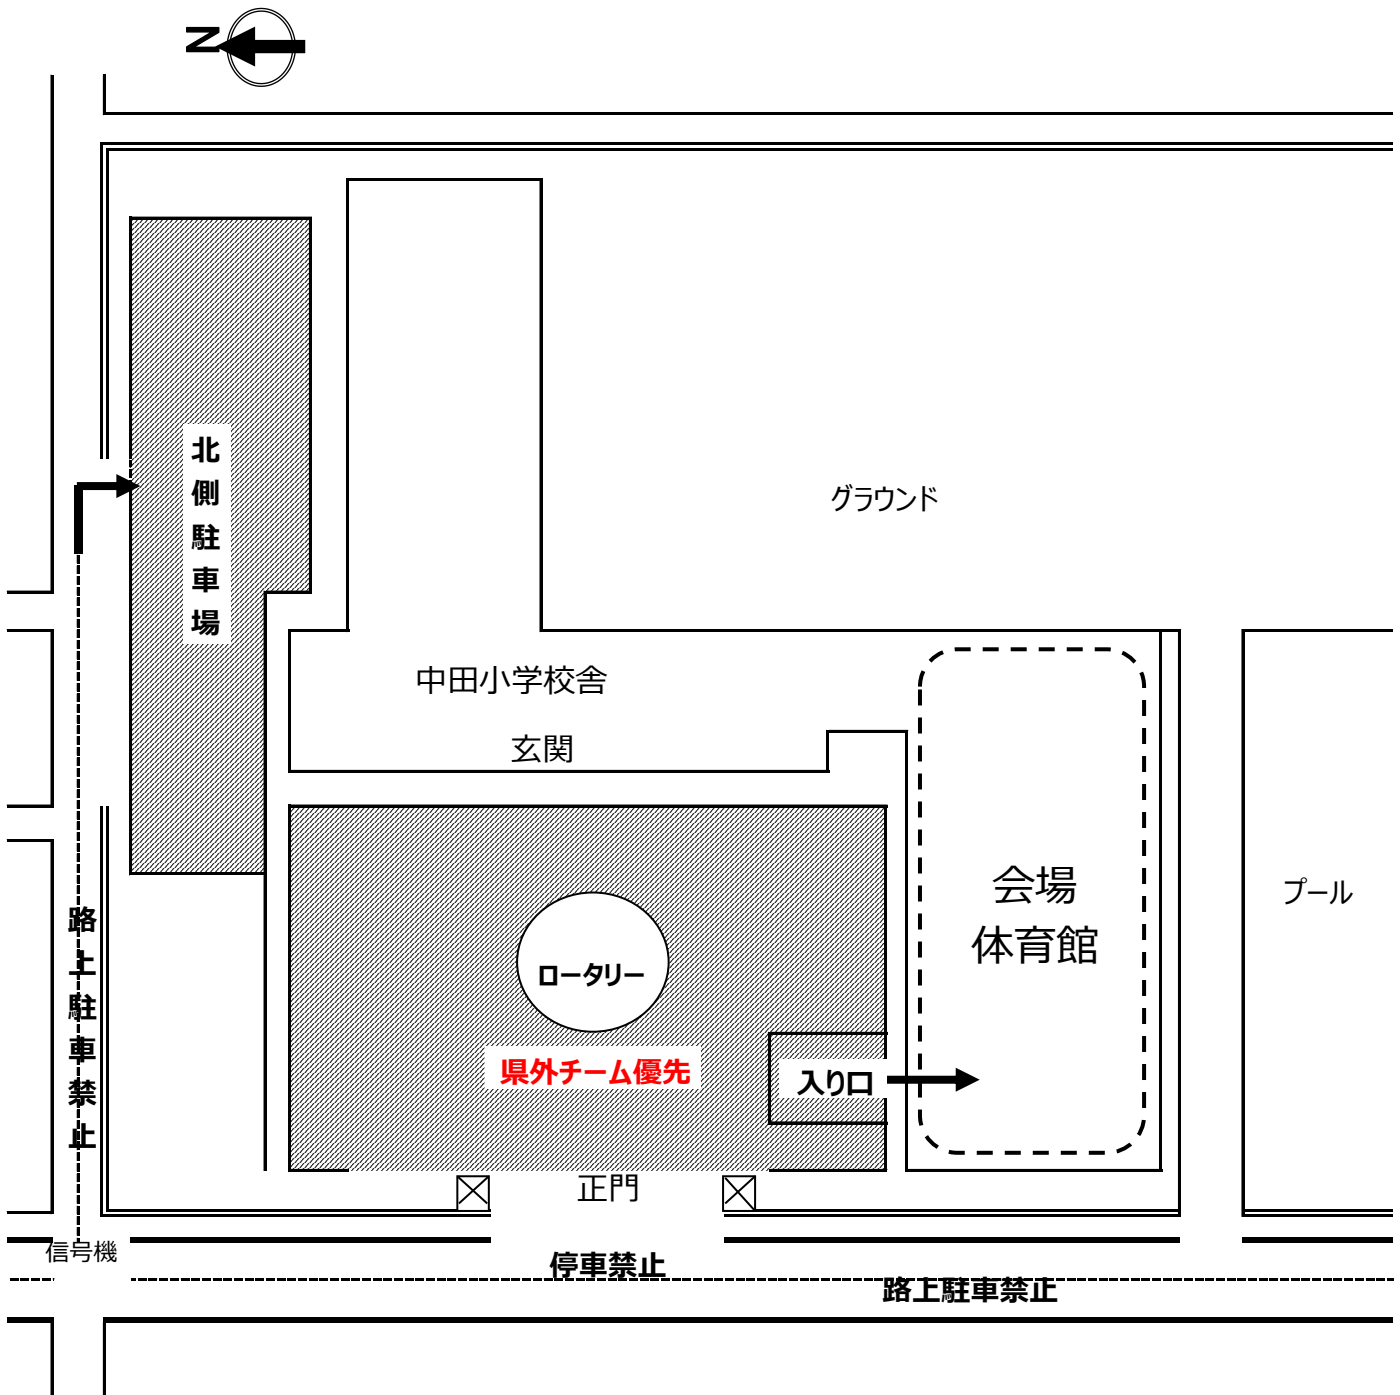 N
北側駐車場
グラウンド
中田小学校舎
玄関
会場
体育館
プール
路上駐車禁止
ロータリー
県外チーム優先
入り口
正門
信号機
停車禁止
路上駐車禁止